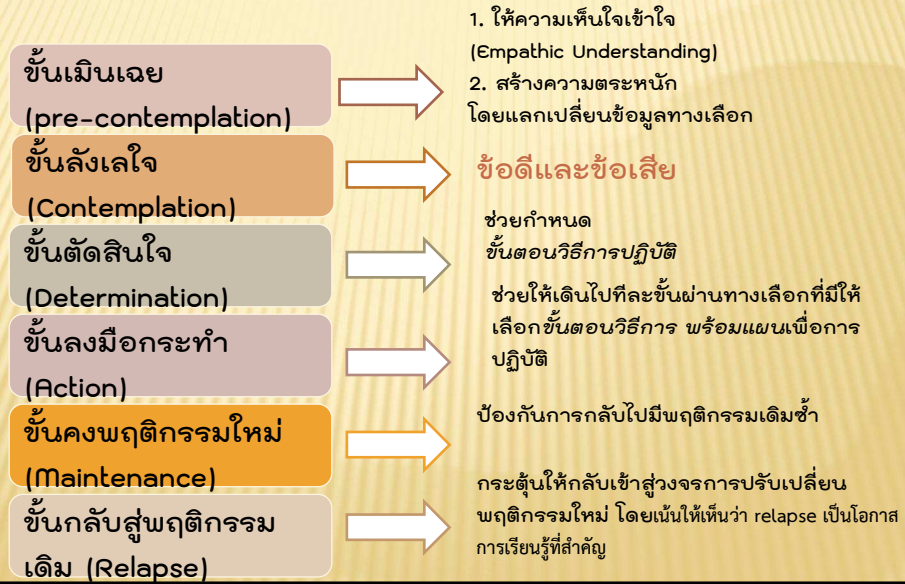 ขั้นเมินเฉย
(pre-contemplation)
1. ให้ความเห็นใจเข้าใจ
(Empathic Understanding)
2. สร้างความตระหนัก
โดยแลกเปลี่ยนข้อมูลทางเลือก
ขั้นลังเลใจ
(Contemplation)
ข้อดีและข้อเสีย
ขั้นตัดสินใจ
(Determination)
ช่วยกำหนด
ขั้นตอนวิธีการปฏิบัติ
ขั้นลงมือกระทำ
(Action)
ช่วยให้เดินไปทีละขั้นผ่านทางเลือกที่มีให้
เลือกขั้นตอนวิธีการ พร้อมแผนเพื่อการ
ปฏิบัติ
ขั้นคงพฤติกรรมใหม่
(Maintenance)
ป้องกันการกลับไปมีพฤติกรรมเดิมซ้ำ
ขั้นกลับสู่พฤติกรรม
เดิม (Relapse)
กระตุ้นให้กลับเข้าสู่วงจรการปรับเปลี่ยน
พฤติกรรมใหม่ โดยเน้นให้เห็นว่า relapse เป็นโอกาส
การเรียนรู้ที่สำคัญ